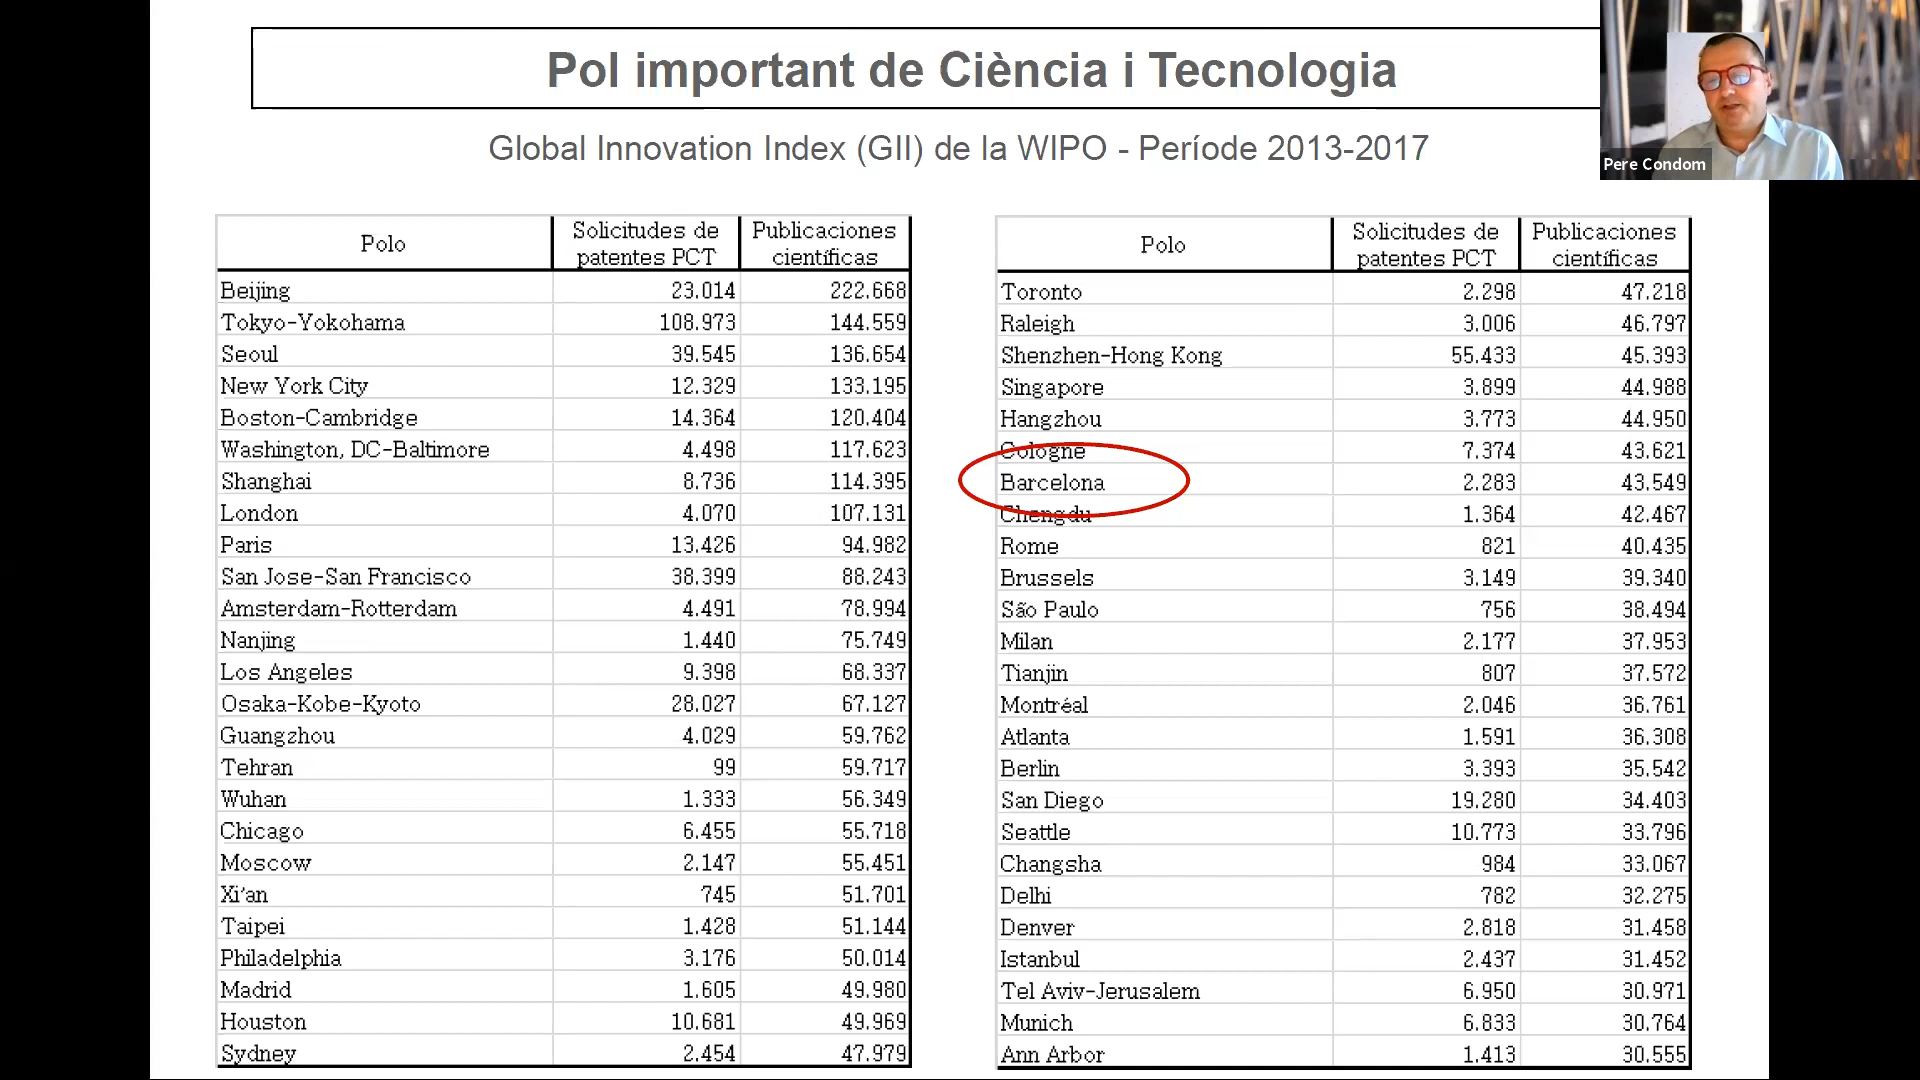 Pol important de Ciència i Tecnologia
Pere Condom
Global Innovation Index (GII) de la WIPO - Període 2013-2017
Polo Solicitudes de patentes PCT Publicaciones científicas
Beijing 23.014 222.668
Tokyo-Yokohama 108.973 144.559
Seoul 39.545 136.654
New York City 12.329 133.195
Boston-Cambridge 14.364 120.404
Washington, DC-Baltimore 4.498 117.623
Shanghai 8.736 114.395
London 4.070 107.131
Paris 13.426 94.982
San Jose-San Francisco 38.399 88.243
Amsterdam-Rotterdam 4.491 78.994
Nanjing 1.440 75.749
Los Angeles 9.398 68.337
Osaka-Kobe-Kyoto 28.027 67.127
Guangzhou 4.029 59.762
Tehran 99 59.717
Wuhan 1.333 56.349
Chicago 6.455 55.718
Moscow 2.147 55.451
Xi'an 745 51.701
Taipei 1.428 51.144
Philadelphia 3.176 50.014
Madrid 1.605 49.980
Houston 10.681 49.969
Sydney 2.454 47.979
Polo Solicitudes de patentes PCT Publicaciones científicas
Toronto 2.298 47.218
Raleigh 3.006 46.797
Shenzhen-Hong Kong 55.433 45.393
Singapore 3.899 44.988
Hangzhou 3.773 44.950
Cologne 7.374 43.621
Barcelona 2.283 43.549
Chengdu 1.364 42.467
Rome 821 40.435
Brussels 3.149 39.340
São Paulo 756 38.494
Milan 2.177 37.953
Tianjin 807 37.572
Montréal 2.046 36.761
Atlanta 1.591 36.308
Berlin 3.393 35.542
San Diego 19.280 34.403
Seattle 10.773 33.796
Changsha 984 33.067
Delhi 782 32.275
Denver 2.818 31.458
Istanbul 2.437 31.452
Tel Aviv-Jerusalem 6.950 30.971
Munich 6.833 30.764
Ann Arbor 1.413 30.555